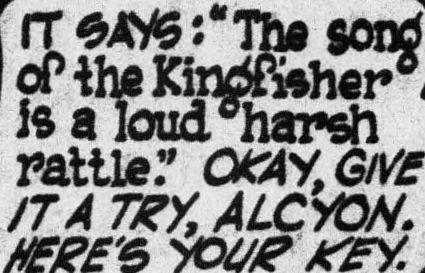 IT SAYS: "The song
of the Kingfisher
is a loud harsh
rattle." OKAY, GIVE
IT A TRY, ALCYON.
HERE'S YOUR KEY.